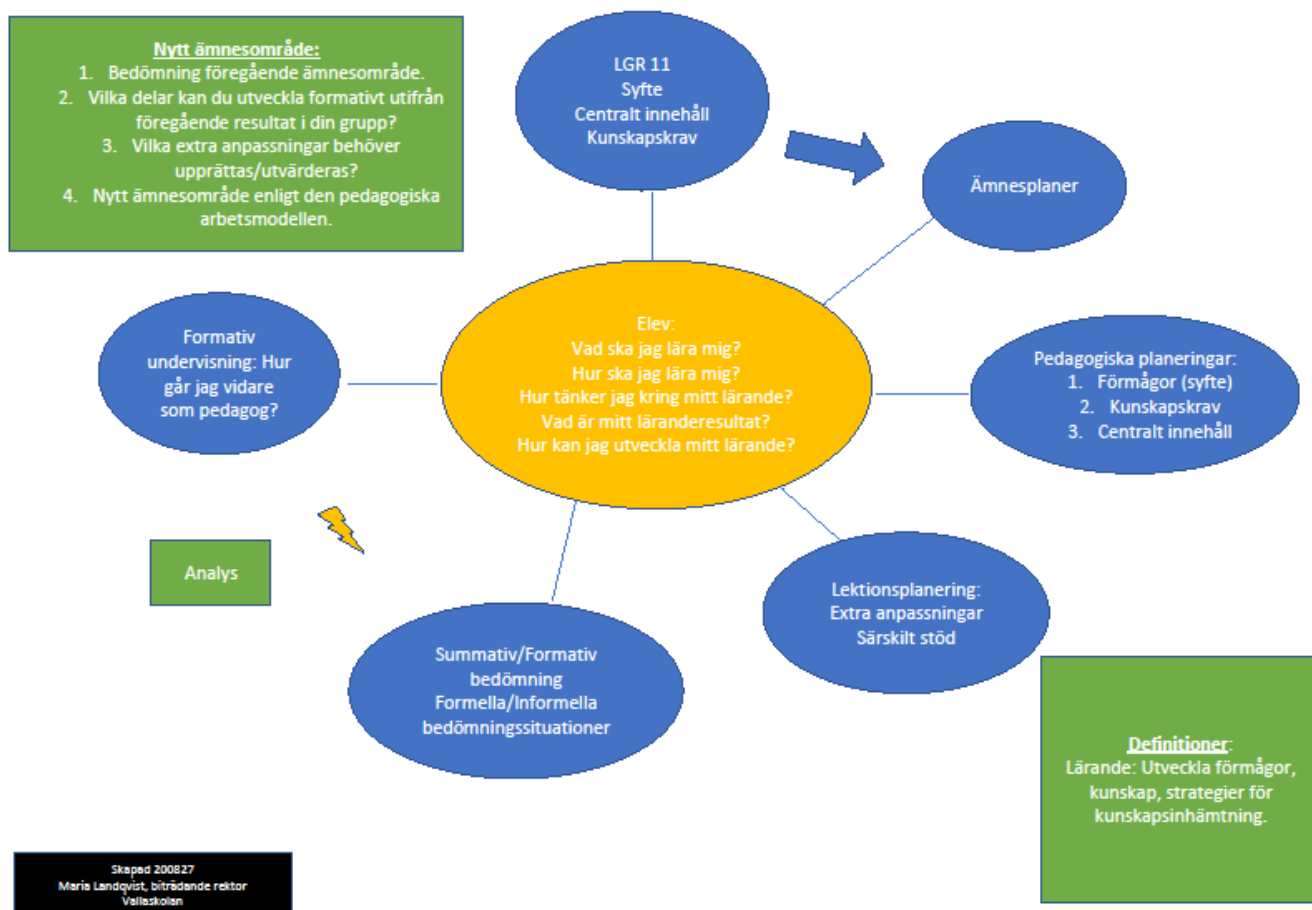 Nytt ämnesområde:
1. Bedömning föregående ämnesområde.
2. Vilka delar kan du utveckla formativt utifrån
föregående resultat i din grupp?
3. Vilka extra anpassningar behöver
upprättas/utvärderas?
4. Nytt ämnesområde enligt den pedagogiska
arbetsmodellen.
LGR 11
Syfte
Centralt innehåll
Kunskapskrav
Ämnesplaner
Formativ
undervisning: Hur
går jag vidare
som pedagog?
Elev:
Vad ska jag lära mig?
Hur ska jag lära mig?
Hur tänker jag kring mitt lärande?
Vad är mitt läranderesultat?
Hur kan jag utveckla mitt lärande?
Pedagogiska planeringar:
1. Förmågor (syfte)
2. Kunskapskrav
3. Centralt innehåll
Analys
Lektionsplanering:
Extra anpassningar
Särskilt stöd
Summativ/Formativ
bedömning
Formella/Informella
bedömningssituationer
Definitioner:
Lärande: Utveckla förmågor,
kunskap, strategier för
kunskapsinhämtning.
Skapad 200827
Maria Landqvist, biträdande rektor
Vallaskolan